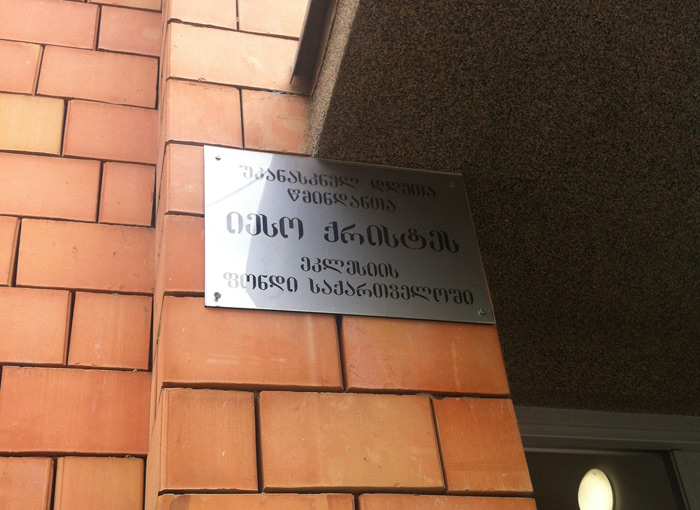 უკანასკნელ დღეთა
წმინდანთა
იესო ქრისტეს
ეკლესიის
ფონდი საქართველოში